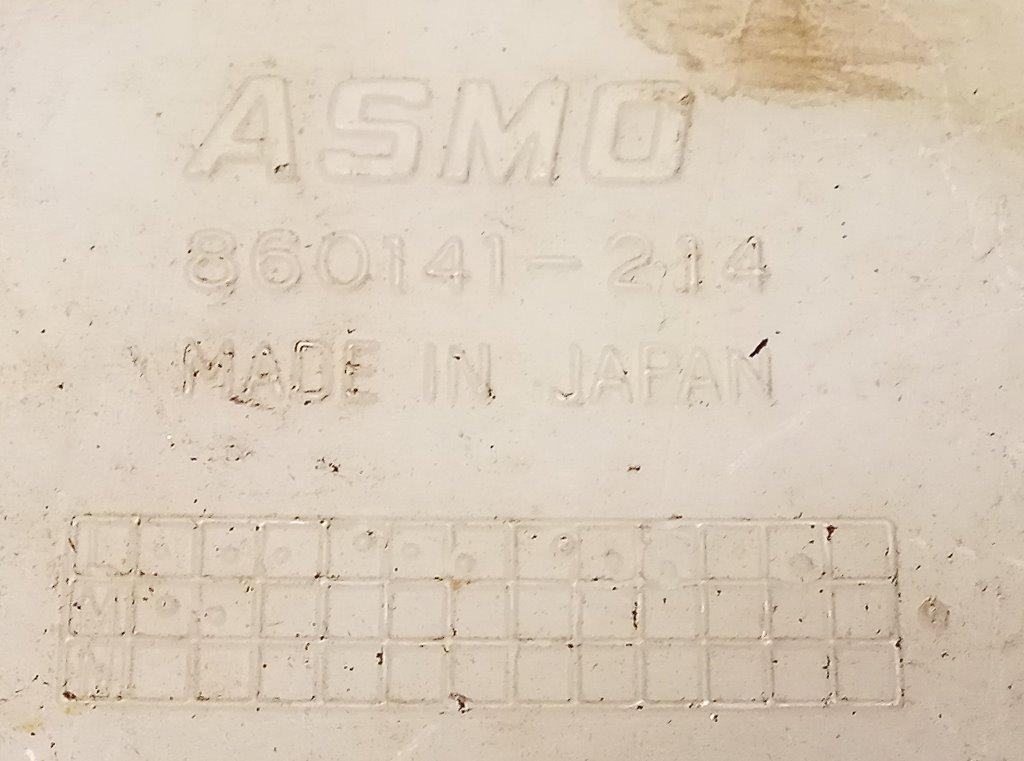 ASMO
860141-214
MADE IN JAPAN
L
M
N